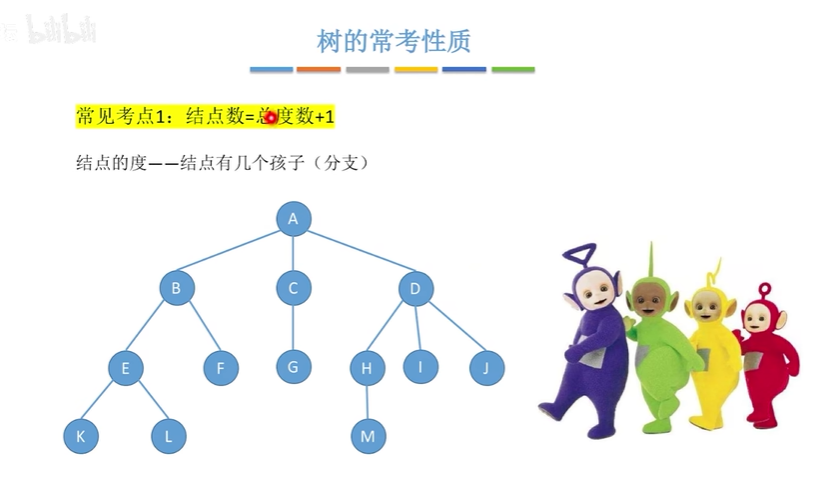 bilibili
树的常考性质
常见考点1：结点数=总度数+1
结点的度——结点有几个孩子（分支）
A
B C D
E F G H I J
K L M